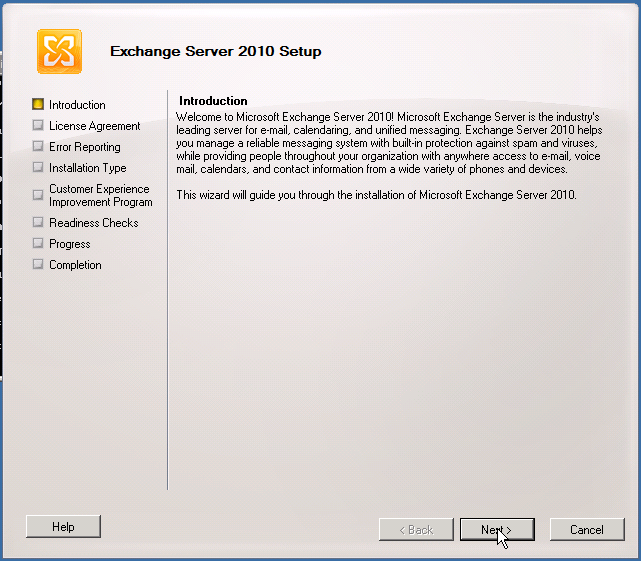 Exchange Server 2010 Setup
Introduction
License Agreement
Error Reporting
Installation Type
Customer Experience
Improvement Program
Readiness Checks
Progress
Completion
Introduction
Welcome to Microsoft Exchange Server 2010! Microsoft Exchange Server is the industry's
leading server for e-mail, calendaring, and unified messaging. Exchange Server 2010 helps
you manage a reliable messaging system with built-in protection against spam and viruses,
while providing people throughout your organization with anywhere access to e-mail, voice
mail, calendars, and contact information from a wide variety of phones and devices.
This wizard will guide you through the installation of Microsoft Exchange Server 2010.
Help
< Back
Next >
Cancel